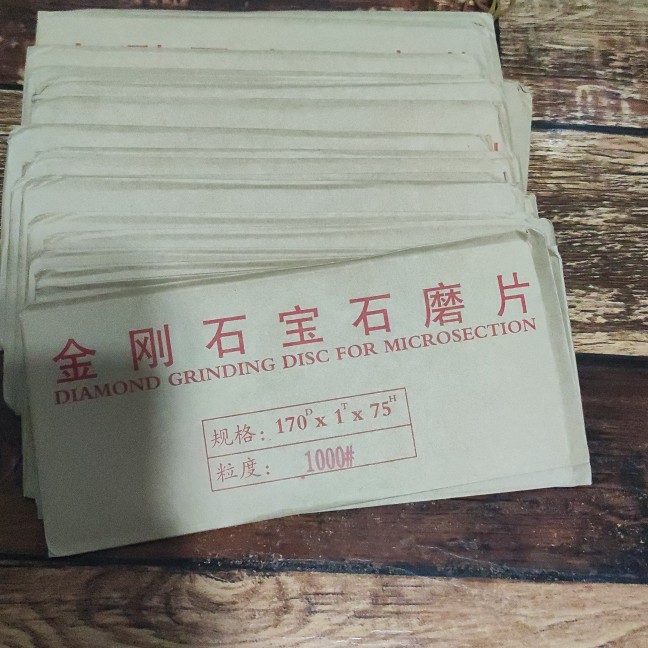 金刚石宝石磨片
DIAMOND GRINDING DISC FOR MICROSECTION
规格：170D x 1T x 75H
粒度：1000#